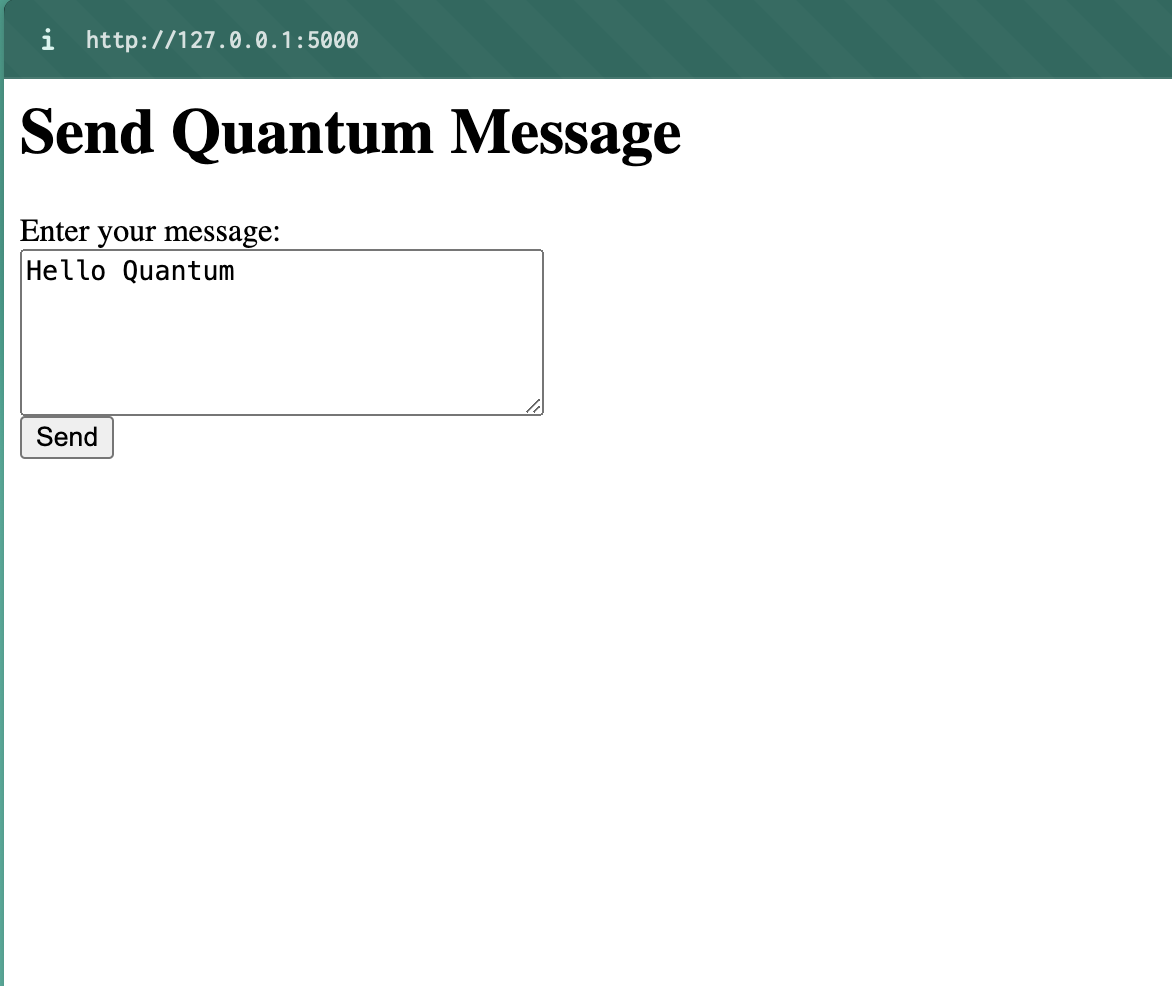 i http://127.0.0.1:5000
Send Quantum Message
Enter your message:
Hello Quantum
Send